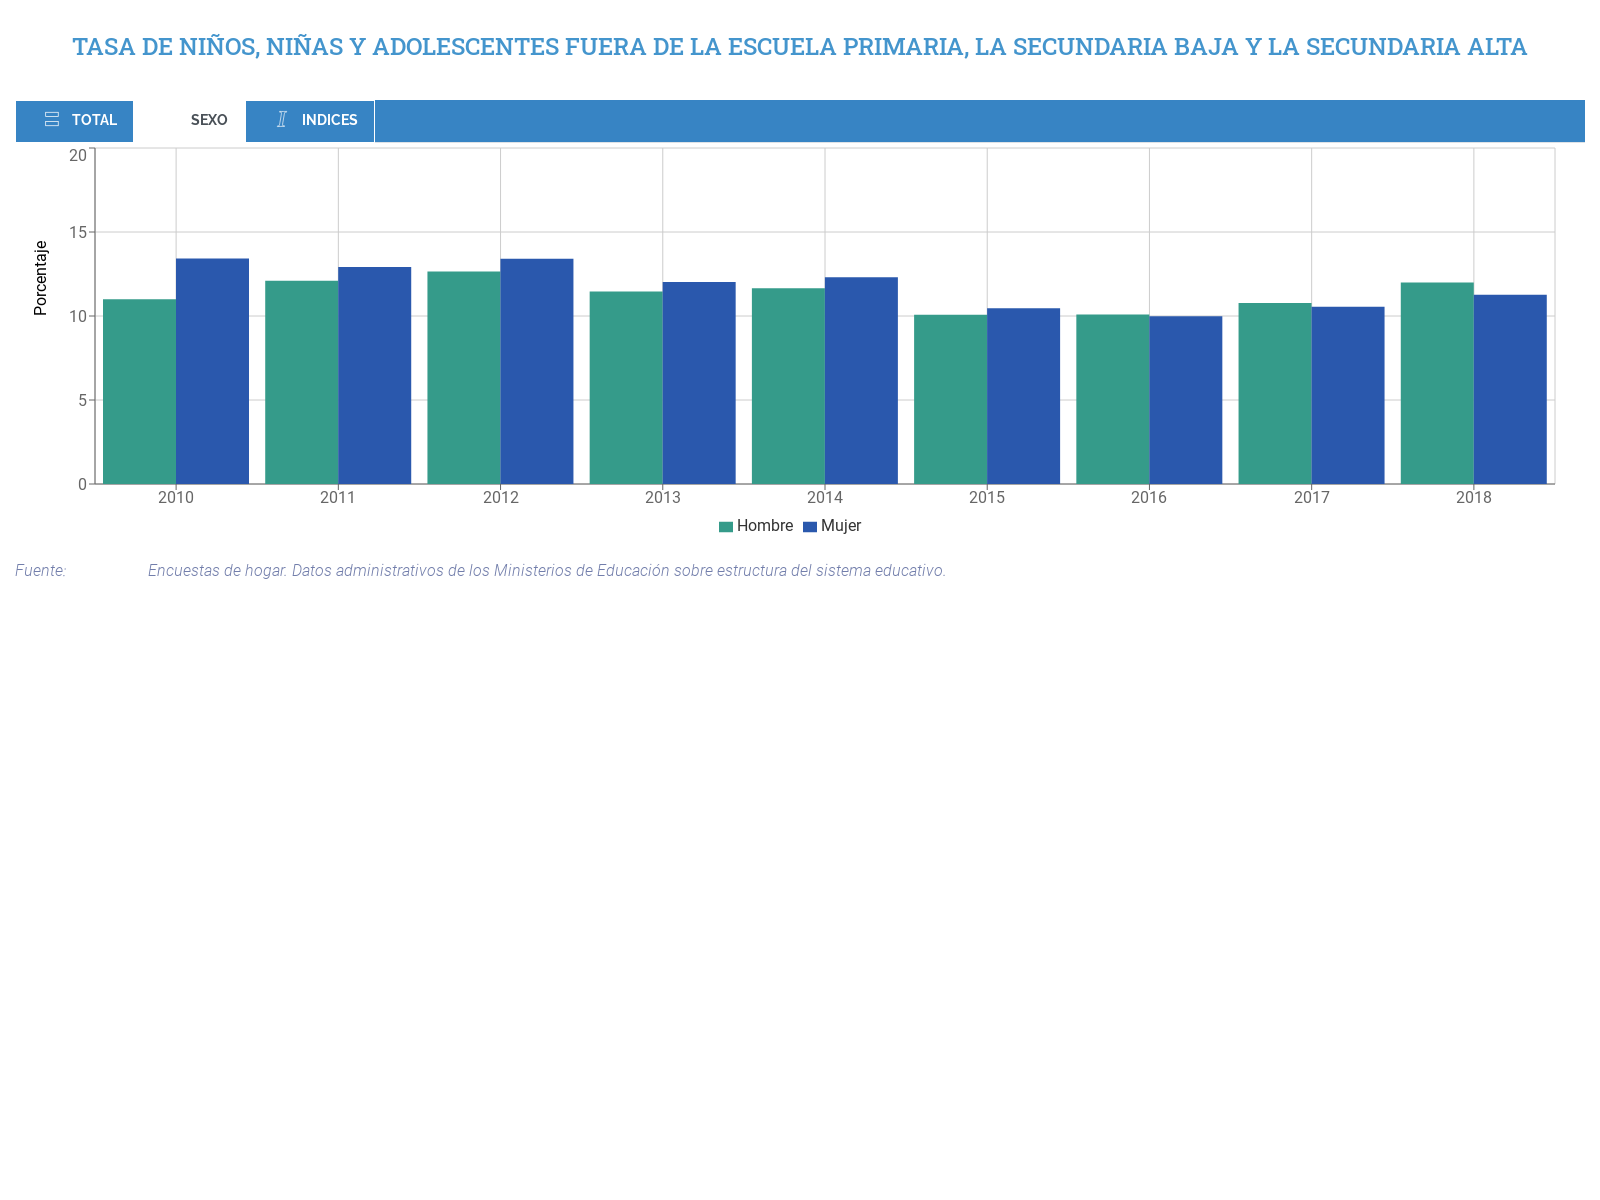 TASA DE NIÑOS, NIÑAS Y ADOLESCENTES FUERA DE LA ESCUELA PRIMARIA, LA SECUNDARIA BAJA Y LA SECUNDARIA ALTA
TOTAL SEXO INDICES
Porcentaje
20
15
10
5
0
2010 2011 2012 2013 2014 2015 2016 2017 2018
Hombre Mujer
Fuente: Encuestas de hogar. Datos administrativos de los Ministerios de Educación sobre estructura del sistema educativo.